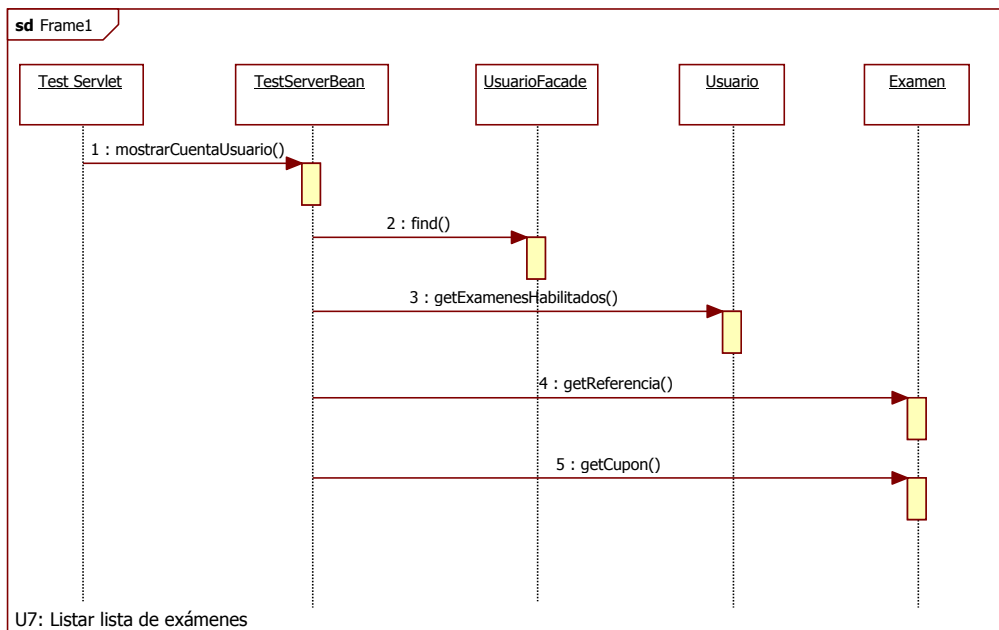 sd Frame1
Test Servlet
TestServerBean
UsuarioFacade
Usuario
Examen
1 : mostrarCuentaUsuario()
2 : find()
3 : getExamenesHabilitados()
4 : getReferencia()
5 : getCupon()
U7: Listar lista de exámenes